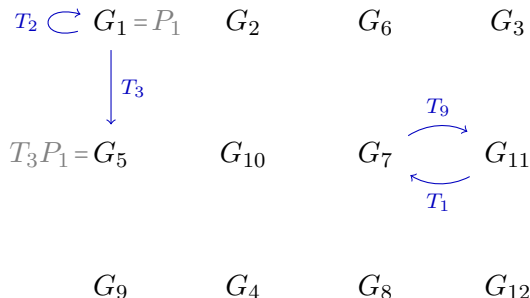 T₂ G₁ = P₁ G₂ G₆ G₃
T₃
T₉
T₃P₁ = G₅ G₁₀ G₇ G₁₁
T₁
G₉ G₄ G₈ G₁₂